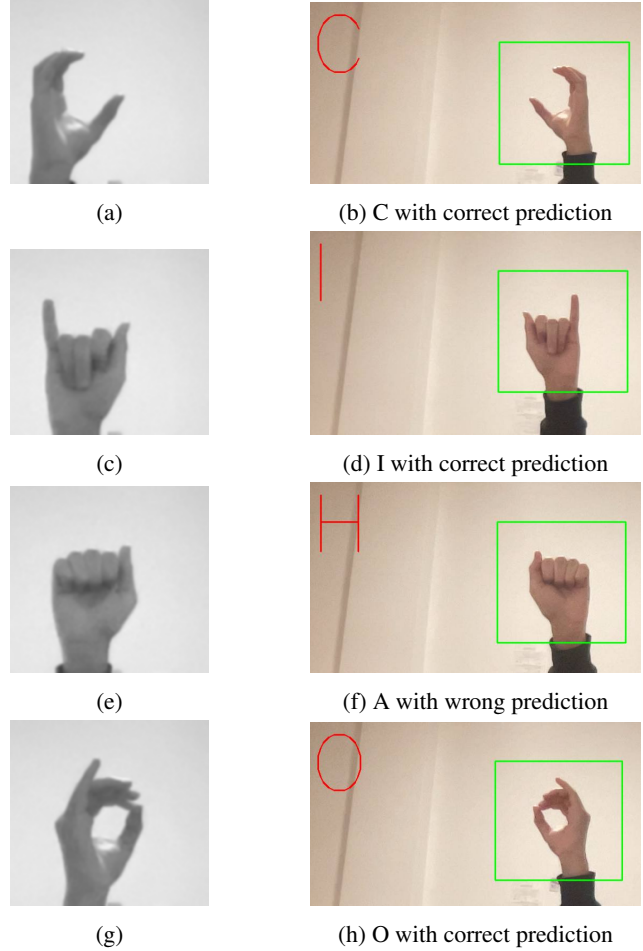 C
(a)
(b) C with correct prediction
I
(c)
(d) I with correct prediction
H
(e)
(f) A with wrong prediction
O
(g)
(h) O with correct prediction